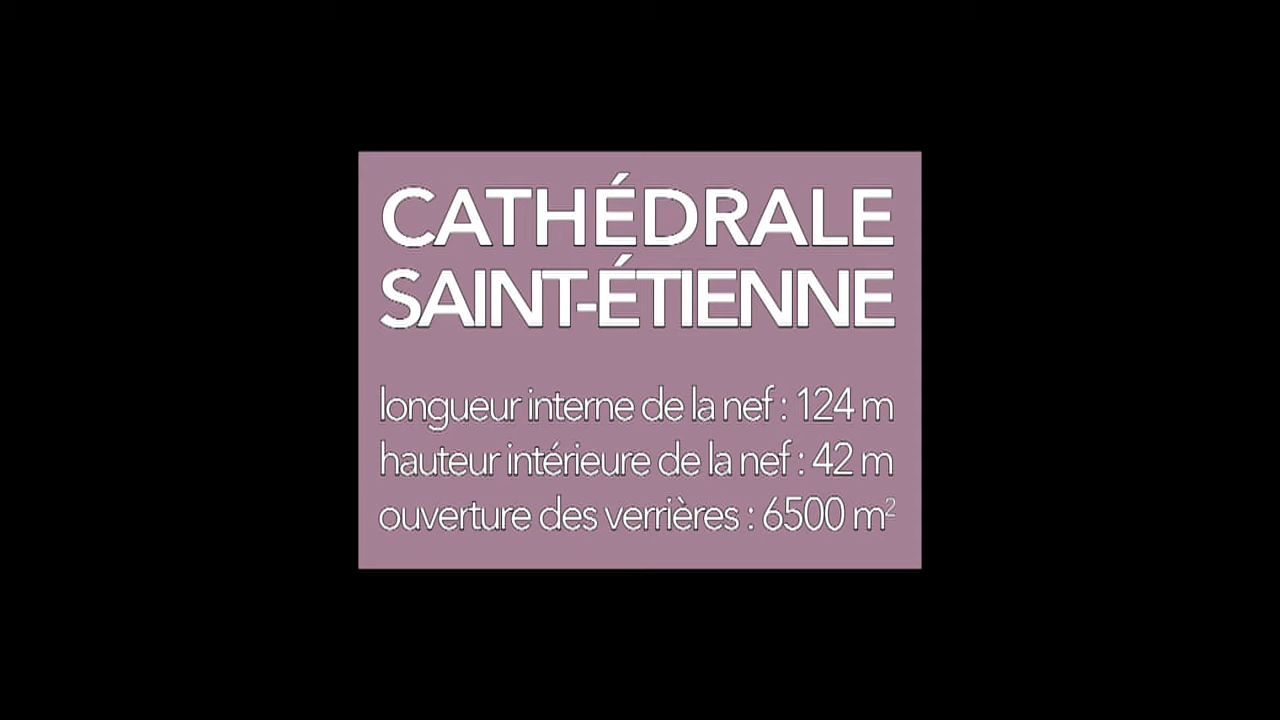 CATHÉDRALE
SAINT-ÉTIENNE
longueur interne de la nef : 124 m
hauteur intérieure de la nef : 42 m
ouverture des verrières : 6500 m²